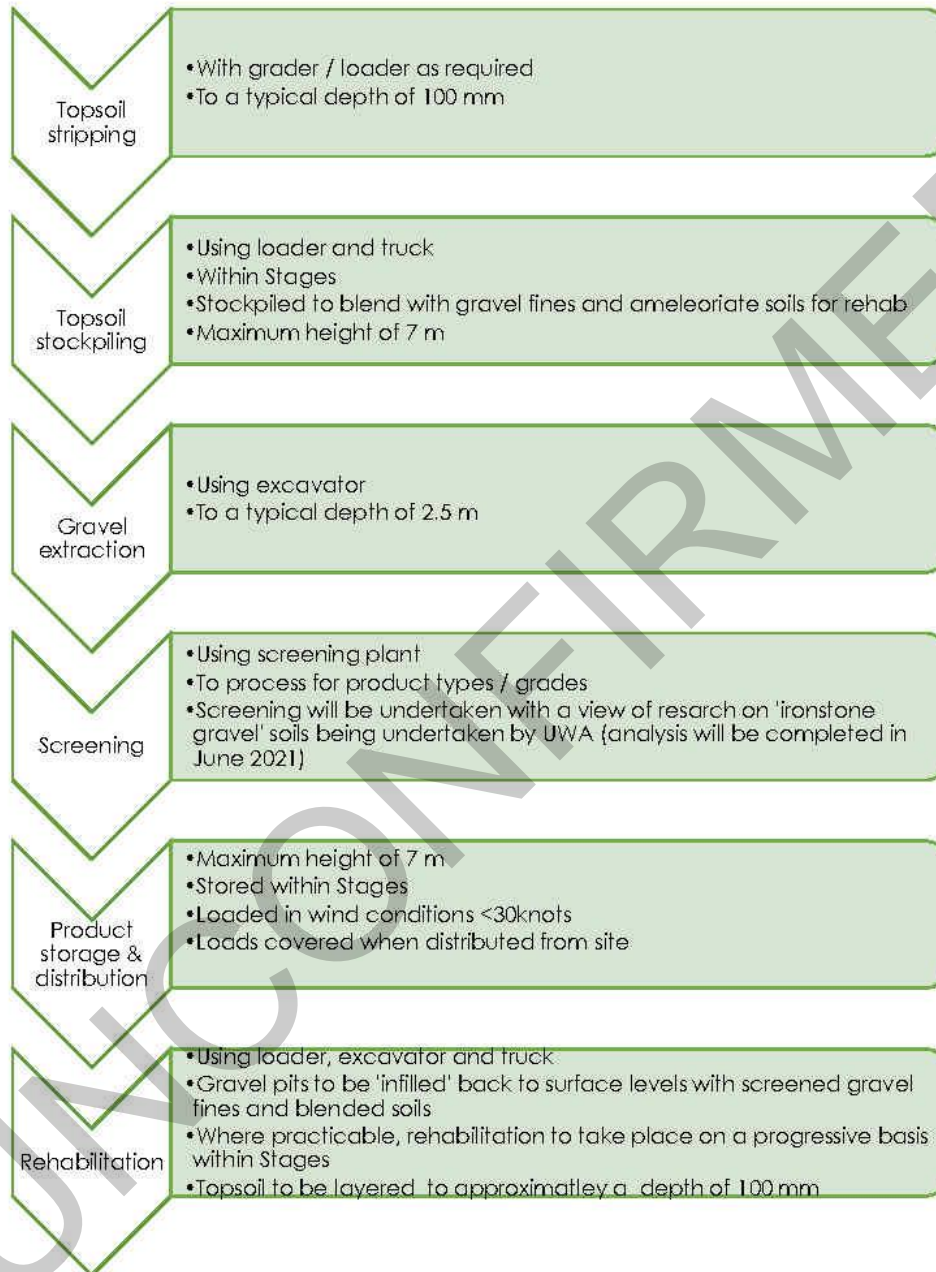 Topsoil
stripping
•With grader / loader as required
•To a typical depth of 100 mm
Topsoil
stockpiling
•Using loader and truck
•Within Stages
•Stockpiled to blend with gravel fines and ameleoriate soils for rehab
•Maximum height of 7 m
Gravel
extraction
•Using excavator
•To a typical depth of 2.5 m
Screening
•Using screening plant
•To process for product types / grades
•Screening will be undertaken with a view of resarch on 'ironstone
gravel' soils being undertaken by UWA (analysis will be completed in
June 2021)
Product
storage &
distribution
•Maximum height of 7 m
•Stored within Stages
•Loaded in wind conditions <30knots
•Loads covered when distributed from site
Rehabilitation
•Using loader, excavator and truck
•Gravel pits to be 'infilled' back to surface levels with screened gravel
fines and blended soils
•Where practicable, rehabilitation to take place on a progressive basis
within Stages
•Topsoil to be layered to approximatley a depth of 100 mm
UNCONFIRME